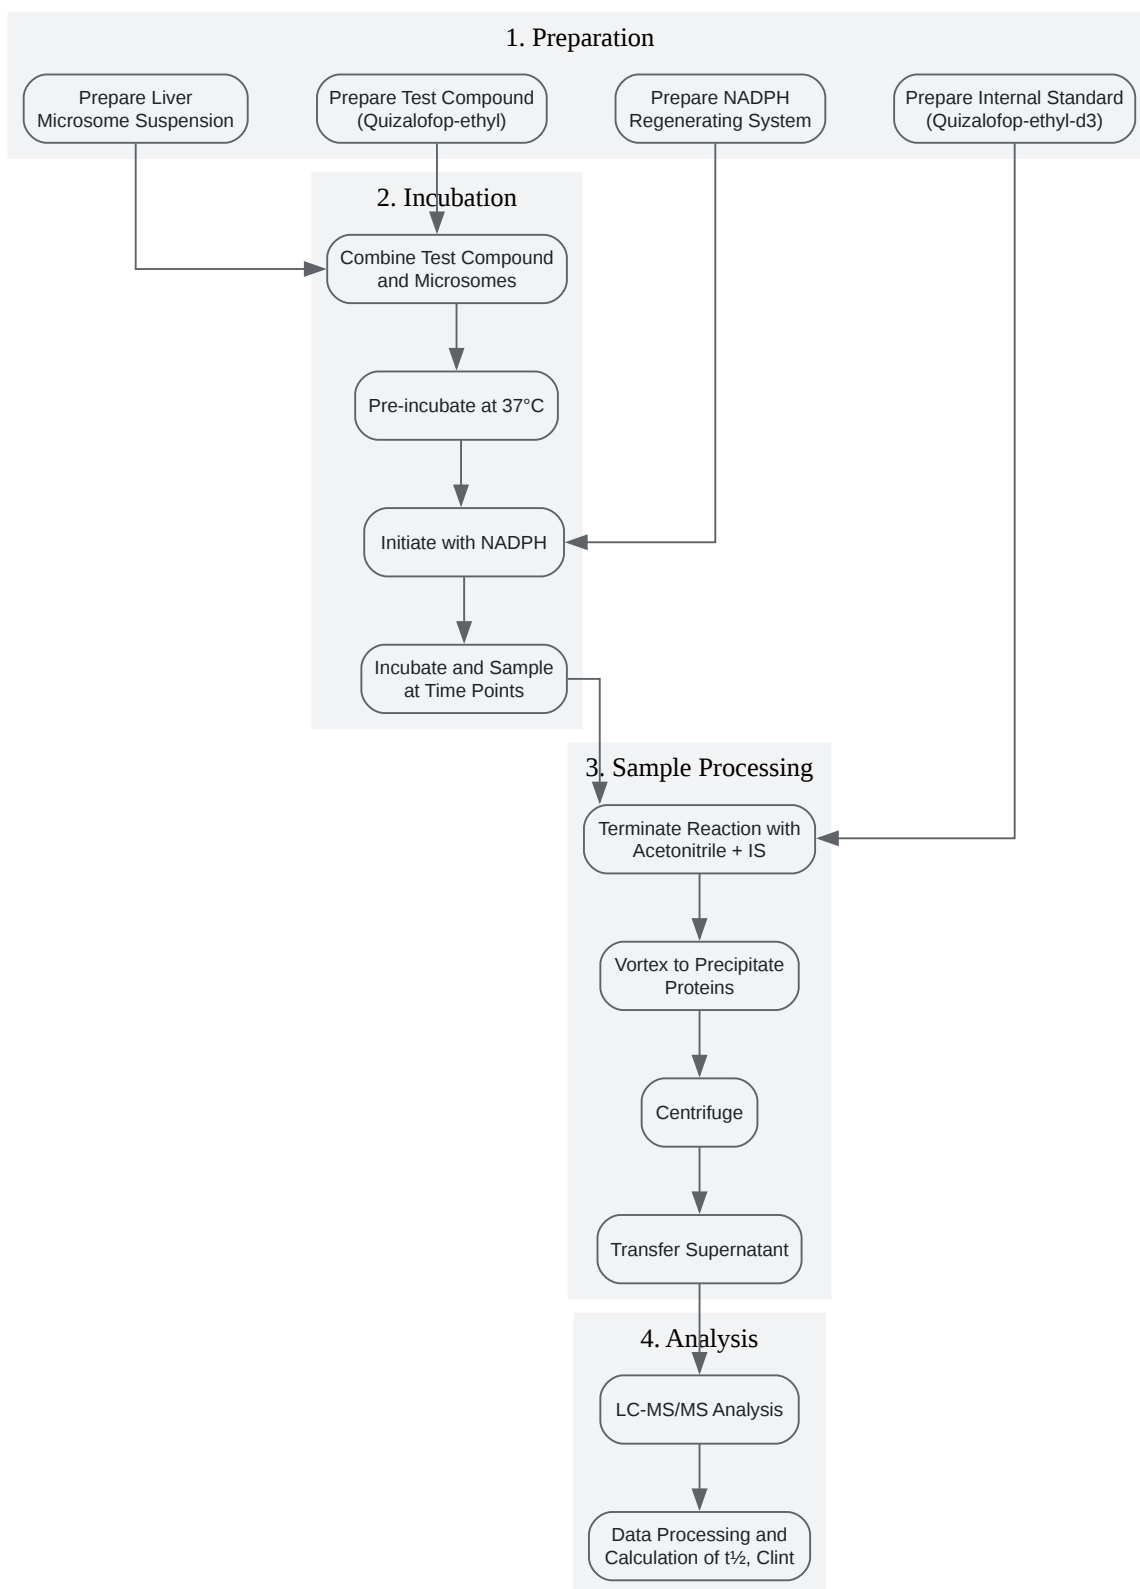 1. Preparation
Prepare Liver
Microsome Suspension
Prepare Test Compound
(Quizalofop-ethyl)
Prepare NADPH
Regenerating System
Prepare Internal Standard
(Quizalofop-ethyl-d3)
2. Incubation
Combine Test Compound
and Microsomes
Pre-incubate at 37°C
Initiate with NADPH
Incubate and Sample
at Time Points
3. Sample Processing
Terminate Reaction with
Acetonitrile + IS
Vortex to Precipitate
Proteins
Centrifuge
Transfer Supernatant
4. Analysis
LC-MS/MS Analysis
Data Processing and
Calculation of t½, Clint